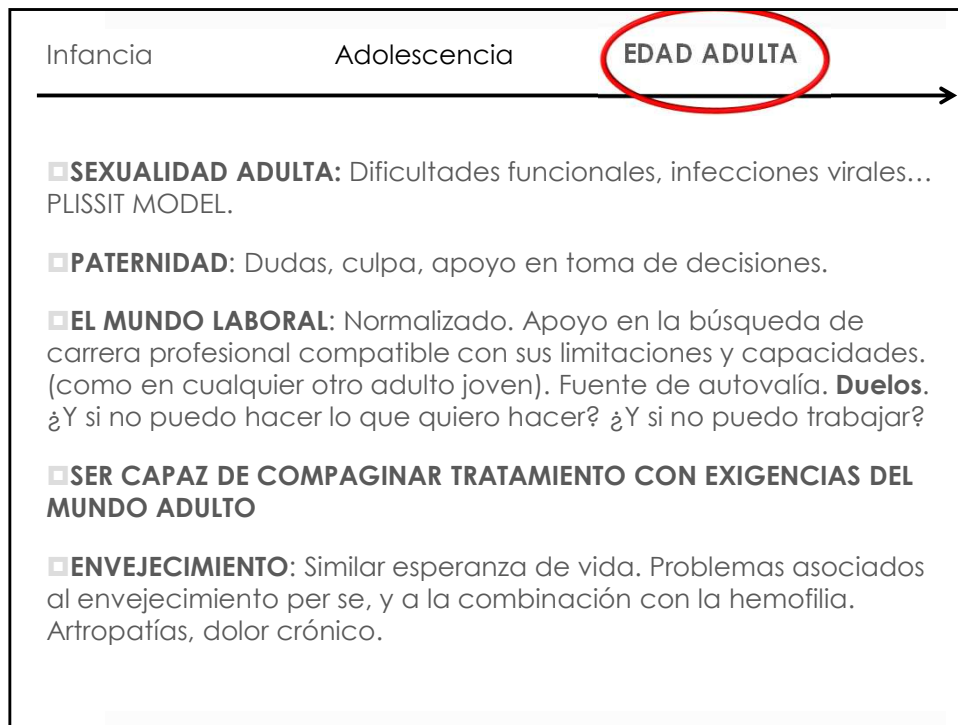 Infancia Adolescencia EDAD ADULTA
SEXUALIDAD ADULTA: Dificultades funcionales, infecciones virales…
PLISSIT MODEL.
PATERNIDAD: Dudas, culpa, apoyo en toma de decisiones.
EL MUNDO LABORAL: Normalizado. Apoyo en la búsqueda de
carrera profesional compatible con sus limitaciones y capacidades.
(como en cualquier otro adulto joven). Fuente de autovalía. Duelos.
¿Y si no puedo hacer lo que quiero hacer? ¿Y si no puedo trabajar?
SER CAPAZ DE COMPAGINAR TRATAMIENTO CON EXIGENCIAS DEL
MUNDO ADULTO
ENVEJECIMIENTO: Similar esperanza de vida. Problemas asociados
al envejecimiento per se, y a la combinación con la hemofilia.
Artropatías, dolor crónico.